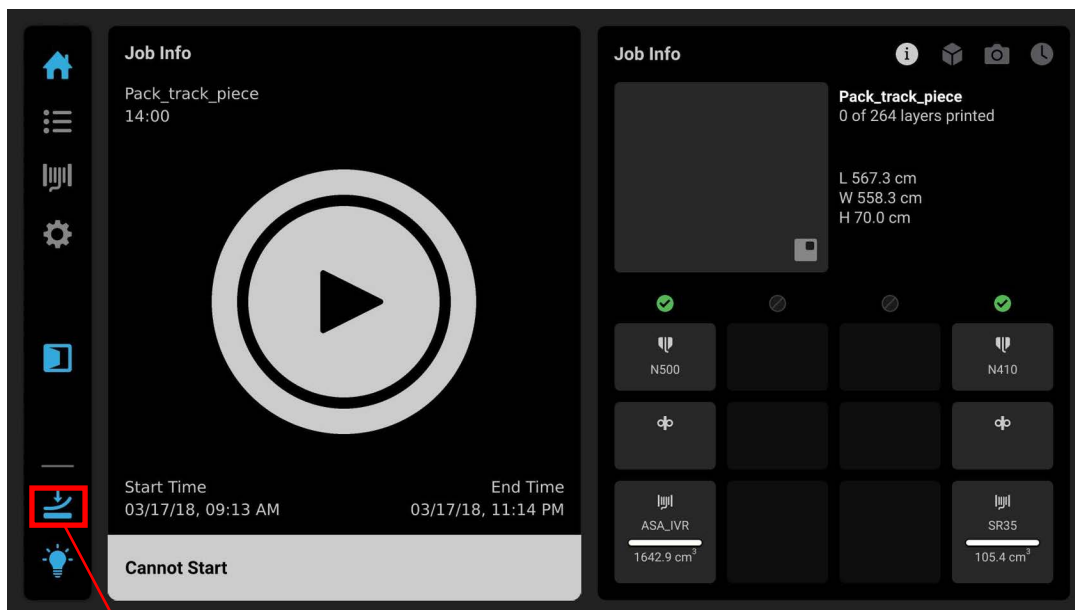 Job Info
Pack_track_piece
14:00
Start Time
03/17/18, 09:13 AM
End Time
03/17/18, 11:14 PM
Cannot Start
Job Info
i
Pack_track_piece
0 of 264 layers printed
L 567.3 cm
W 558.3 cm
H 70.0 cm
N500
N410
ASA_IVR
1642.9 cm³
SR35
105.4 cm³